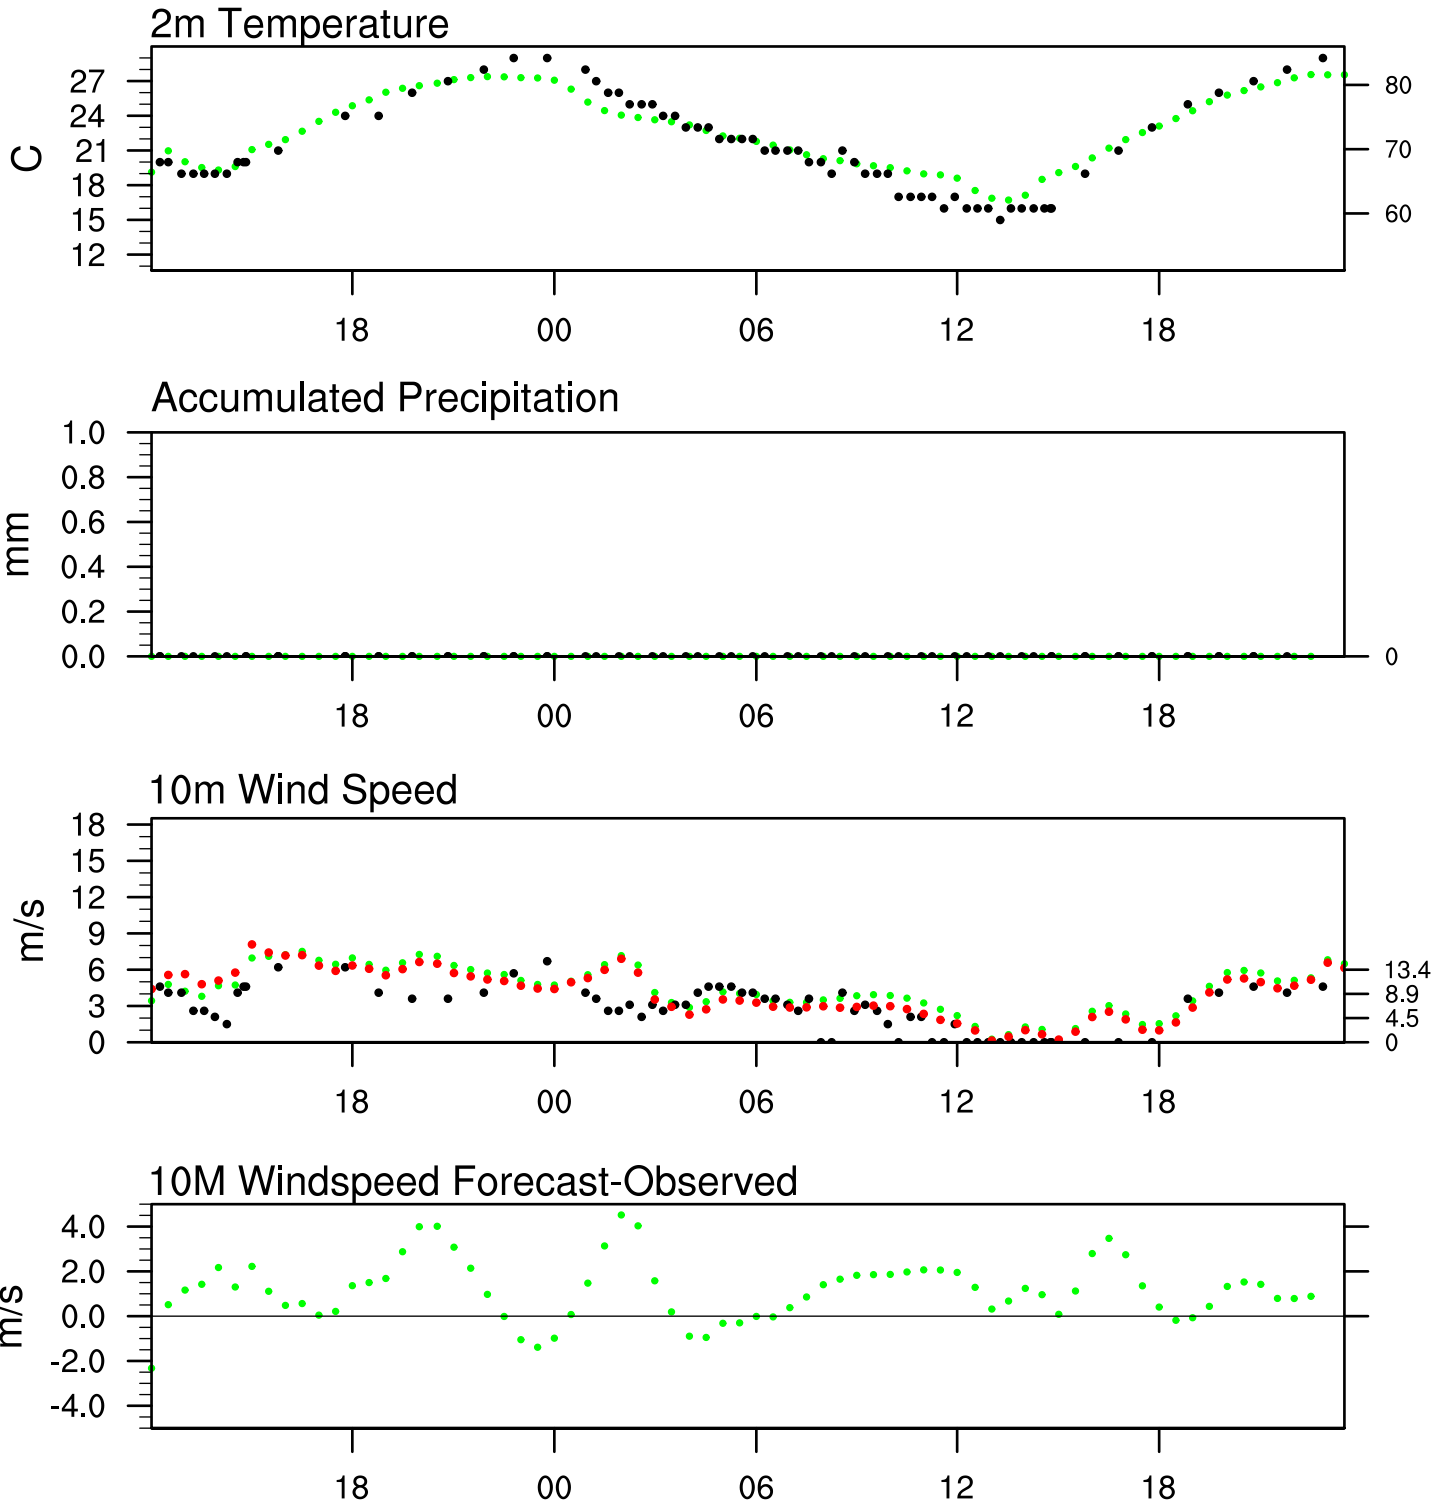 2m Temperature
27
24
21
18
15
12
C
80
70
60
18 00 06 12 18
Accumulated Precipitation
1.0
0.8
0.6
0.4
0.2
0.0
mm
0
18 00 06 12 18
10m Wind Speed
18
15
12
9
6
3
0
m/s
13.4
8.9
4.5
0
18 00 06 12 18
10M Windspeed Forecast-Observed
4.0
2.0
0.0
-2.0
-4.0
m/s
18 00 06 12 18